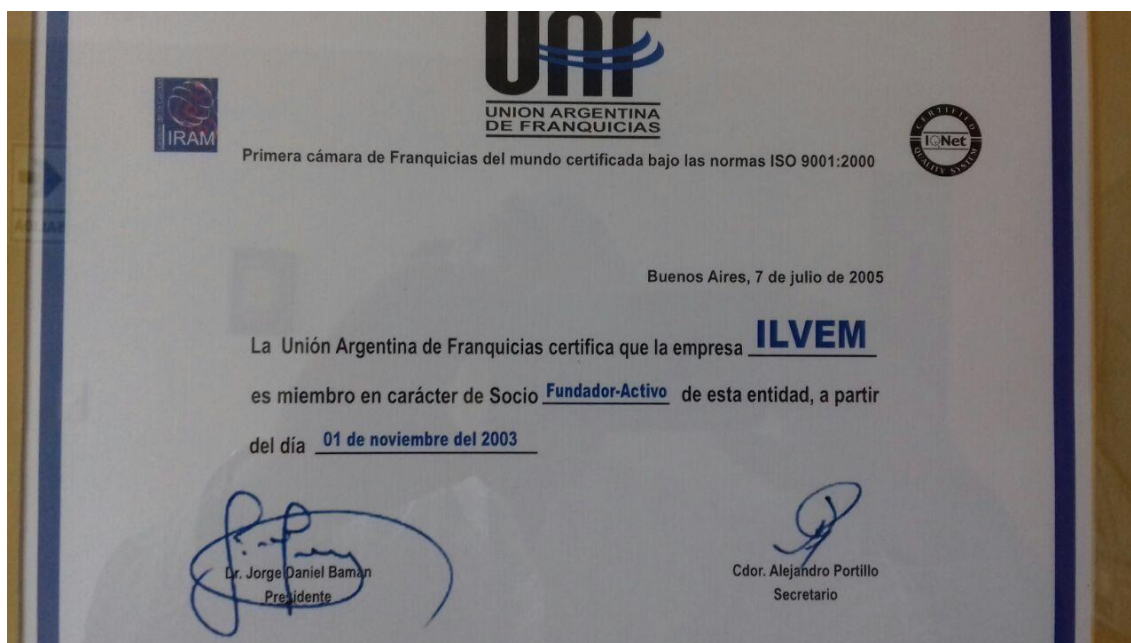 UAF
UNION ARGENTINA
DE FRANQUICIAS
IRAM
CERTIFIED
IQNet
QUALITY SYSTEM
Primera cámara de Franquicias del mundo certificada bajo las normas ISO 9001:2000
Buenos Aires, 7 de julio de 2005
La Unión Argentina de Franquicias certifica que la empresa ILVEM
es miembro en carácter de Socio Fundador-Activo de esta entidad, a partir
del día 01 de noviembre del 2003
Dr. Jorge Daniel Baman
Presidente
Cdor. Alejandro Portillo
Secretario